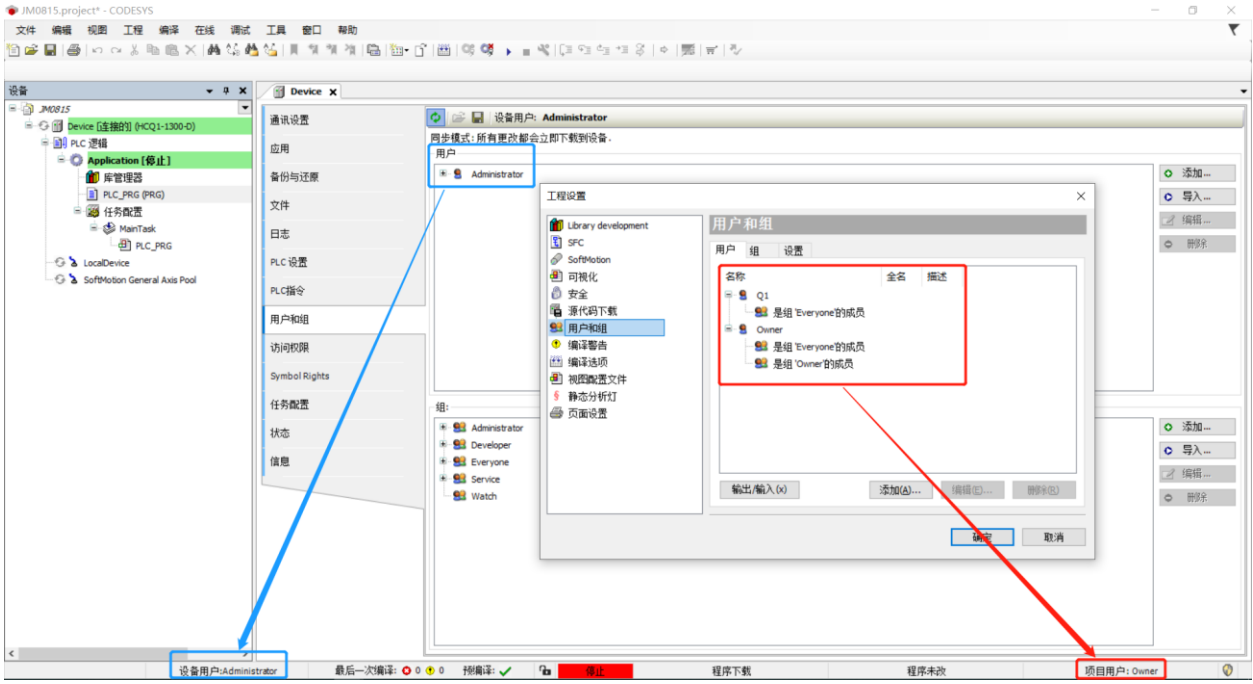 JM0815.project* - CODESYS
文件 编辑 视图 工程 编译 在线 调试 工具 窗口 帮助
设备
JM0815
Device [连接的] (HCQ1-1300-D)
PLC 逻辑
Application [停止]
库管理器
PLC_PRG (PRG)
任务配置
MainTask
PLC_PRG
LocalDevice
SoftMotion General Axis Pool
Device
通讯设置
应用
备份与还原
文件
日志
PLC 设置
PLC指令
用户和组
访问权限
Symbol Rights
任务配置
状态
信息
设备用户: Administrator
同步模式: 所有更改都会立即下载到设备.
用户
Administrator
添加...
导入...
编辑...
删除
组:
Administrator
Developer
Everyone
Service
Watch
添加...
导入...
编辑...
删除
工程设置
Library development
SFC
SoftMotion
可视化
安全
源代码下载
用户和组
编译警告
编译选项
视图配置文件
静态分析灯
页面设置
用户和组
用户 组 设置
名称 全名 描述
Q1
是组 'Everyone'的成员
Owner
是组 'Everyone'的成员
是组 'Owner'的成员
输出/输入(x) 添加(A)... 编辑(E)... 删除(R)
确定 取消
设备用户:Administrator 最后一次编译: 0 0 预编译: 停止 程序下载 程序未改 项目用户: Owner